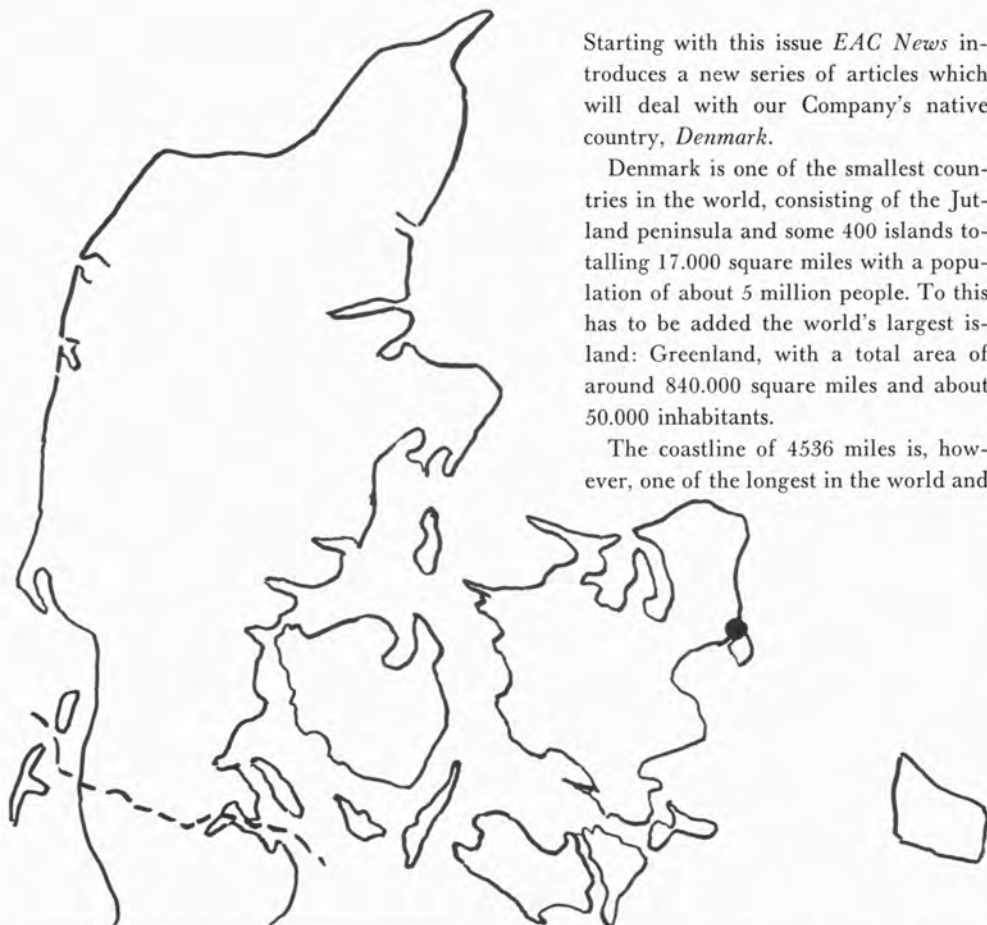 Starting with this issue EAC News in-
troduces a new series of articles which
will deal with our Company's native
country, Denmark.
Denmark is one of the smallest coun-
tries in the world, consisting of the Jut-
land peninsula and some 400 islands to-
talling 17.000 square miles with a popu-
lation of about 5 million people. To this
has to be added the world's largest is-
land: Greenland, with a total area of
around 840.000 square miles and about
50.000 inhabitants.
The coastline of 4536 miles is, how-
ever, one of the longest in the world and